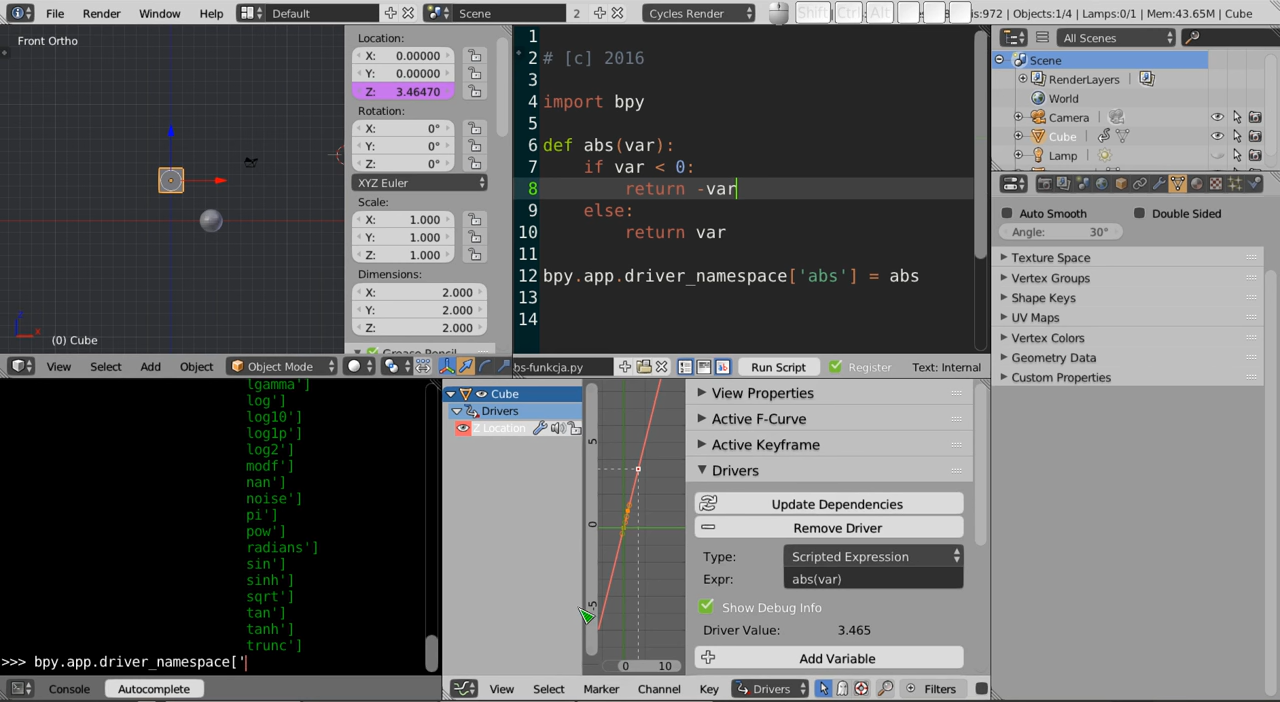 File Render Window Help Default Scene 2 Cycles Render Shift Ctrl Alt :972 | Objects:1/4 | Lamps:0/1 | Mem:43.65M | Cube
Front Ortho
(0) Cube
Location:
X: 0.00000
Y: 0.00000
Z: 3.46470
Rotation:
X: 0°
Y: 0°
Z: 0°
XYZ Euler
Scale:
X: 1.000
Y: 1.000
Z: 1.000
Dimensions:
X: 2.000
Y: 2.000
Z: 2.000
Grease Pencil
1
2 # [c] 2016
3
4 import bpy
5
6 def abs(var):
7 if var < 0:
8 return -var
9 else:
10 return var
11
12 bpy.app.driver_namespace['abs'] = abs
13
14
All Scenes
Scene
RenderLayers
World
Camera
Cube
Lamp
Auto Smooth Double Sided
Angle: 30°
Texture Space
Vertex Groups
Shape Keys
UV Maps
Vertex Colors
Geometry Data
Custom Properties
View Select Add Object Object Mode
bs-funkcja.py Run Script Register Text: Internal
lgamma']
log']
log10']
log1p']
log2']
modf']
nan']
noise']
pi']
pow']
radians']
sin']
sinh']
sqrt']
tan']
tanh']
trunc']
>>> bpy.app.driver_namespace['
Console Autocomplete
Cube
Drivers
Z Location
5
0
5
0 10
View Properties
Active F-Curve
Active Keyframe
Drivers
Update Dependencies
Remove Driver
Type: Scripted Expression
Expr: abs(var)
Show Debug Info
Driver Value: 3.465
Add Variable
View Select Marker Channel Key Drivers Filters